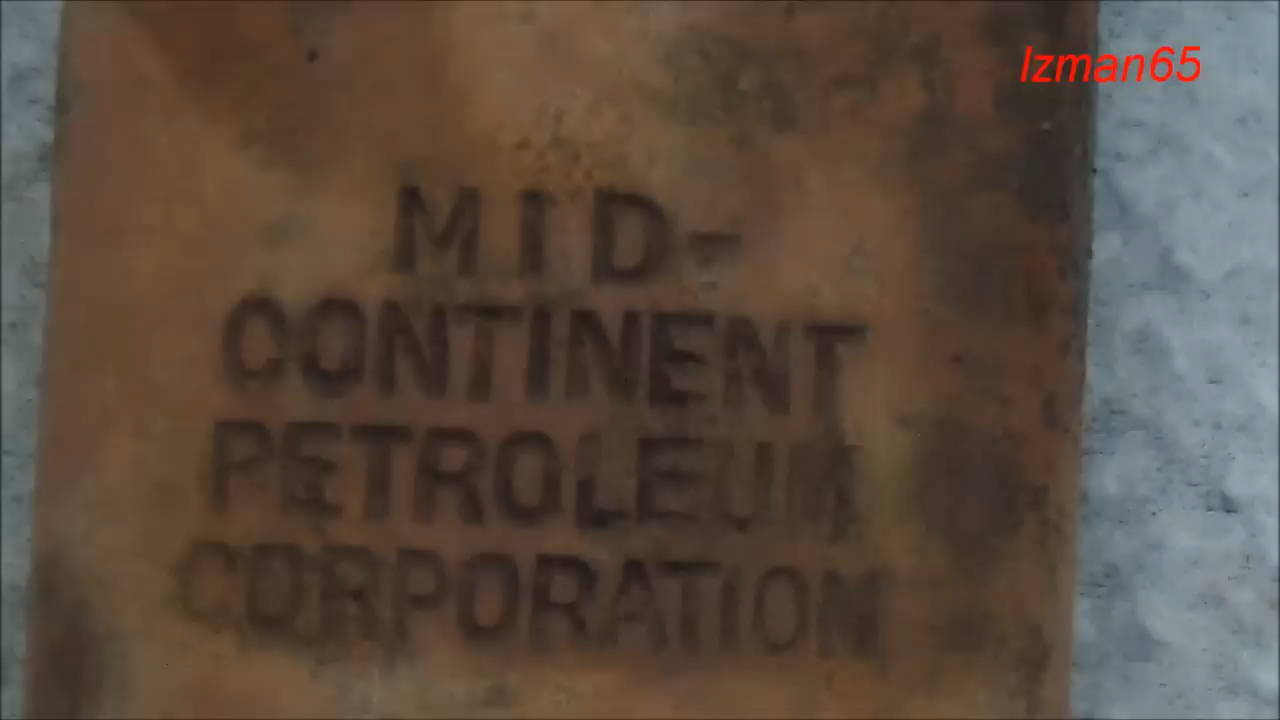 Izman65
MID-
CONTINENT
PETROLEUM
CORPORATION